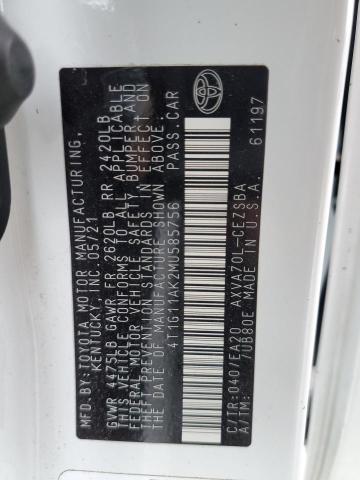 MFD. BY: TOYOTA MOTOR MANUFACTURING,
KENTUCKY, INC. 05/21
GVWR 4475LB GAWR FR 2620LB RR 2420LB
THIS VEHICLE CONFORMS TO ALL APPLICABLE
FEDERAL MOTOR VEHICLE SAFETY BUMPER, AND
THEFT PREVENTION STANDARDS IN EFFECT ON
THE DATE OF MANUFACTURE SHOWN ABOVE.
4T1G11AK2MU585756 PASS.CAR
C/TR:040/EA20 AXVA70L-CEZSBA
A/TM: /UB80E MADE IN U.S.A.
61197